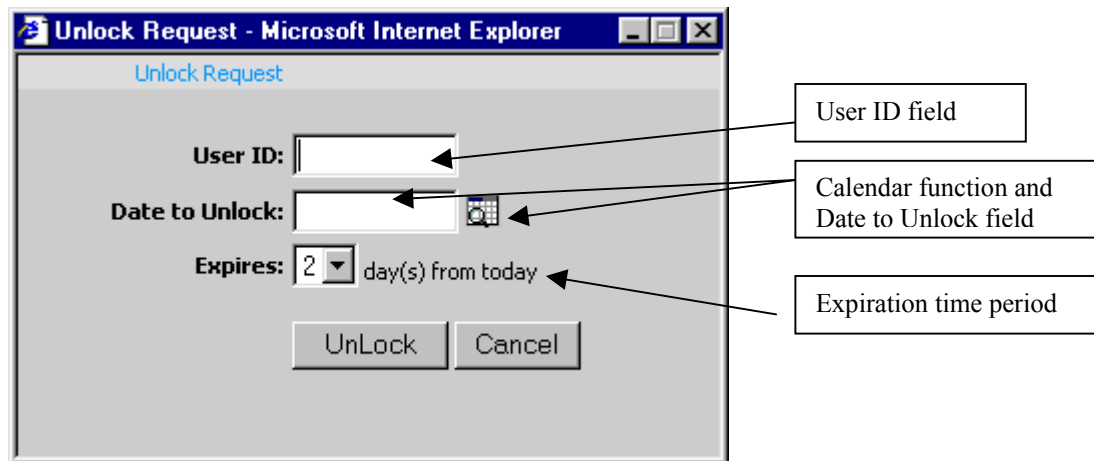 Unlock Request - Microsoft Internet Explorer
Unlock Request
User ID:
Date to Unlock:
Expires: 2 day(s) from today
UnLock Cancel
User ID field
Calendar function and
Date to Unlock field
Expiration time period